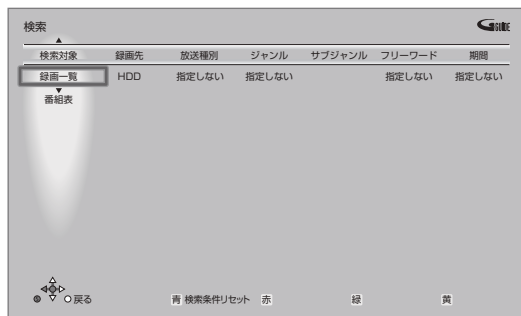 検索
G-GUIDE
検索対象 録画先 放送種別 ジャンル サブジャンル フリーワード 期間
録画一覧 HDD 指定しない 指定しない 指定しない 指定しない
番組表
戻る
青 検索条件リセット 赤 緑 黄